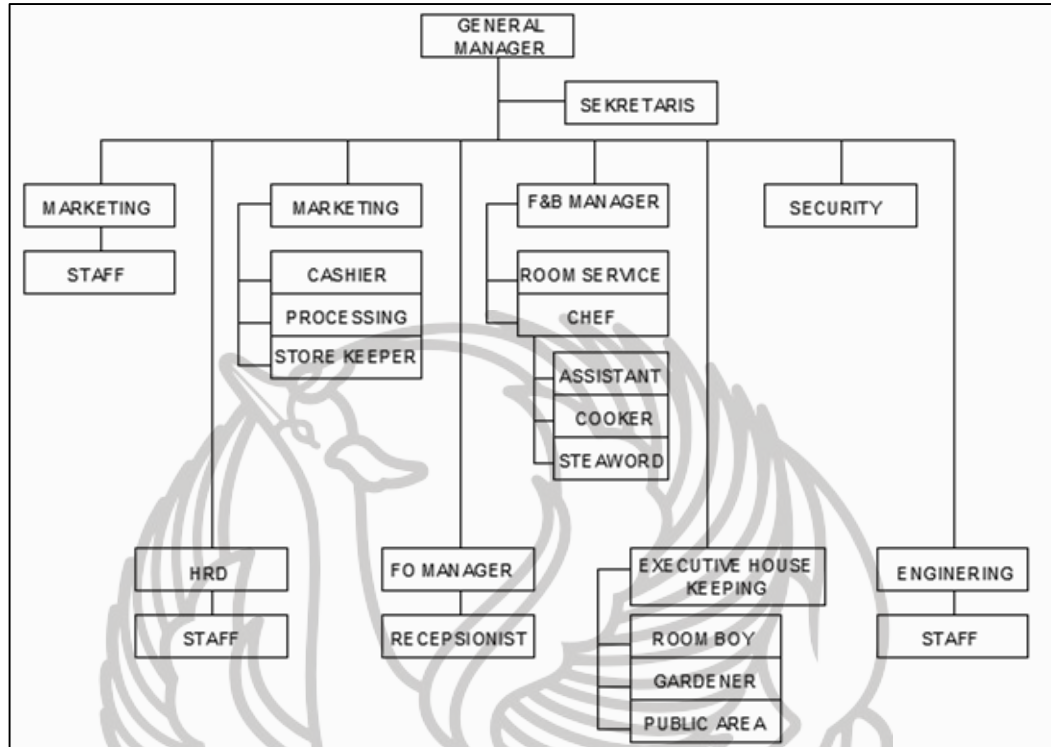 GENERAL
MANAGER
SEKRETARIS
MARKETING
MARKETING
F&B MANAGER
SECURITY
STAFF
CASHIER
ROOM SERVICE
PROCESSING
CHEF
STORE KEEPER
ASSISTANT
COOKER
STEAWORD
HRD
FO MANAGER
EXECUTIVE HOUSE
KEEPING
ENGINERING
STAFF
RECEPSIONIST
ROOM BOY
STAFF
GARDENER
PUBLIC AREA